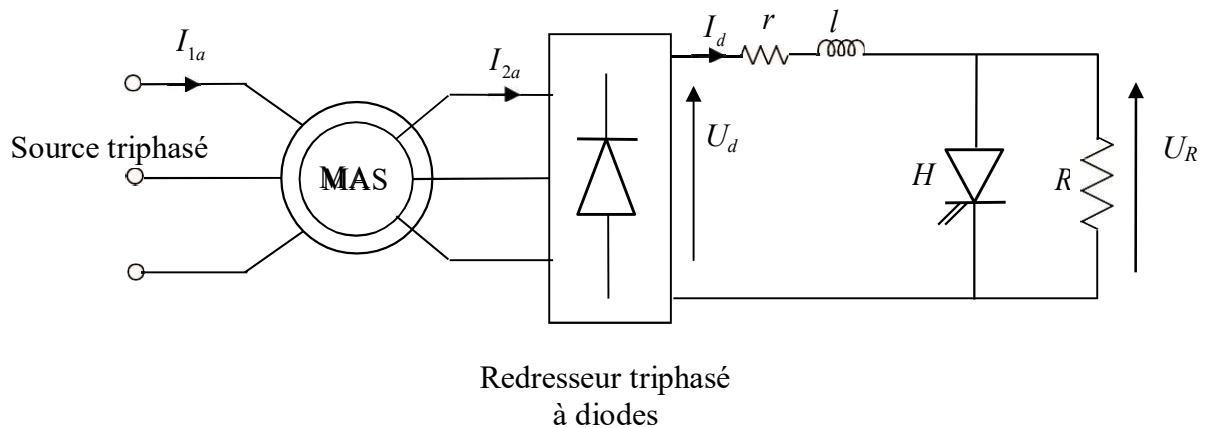 I1a
Source triphasé
MAS
I2a
Ud
Id
r
l
H
R
UR
Redresseur triphasé
à diodes